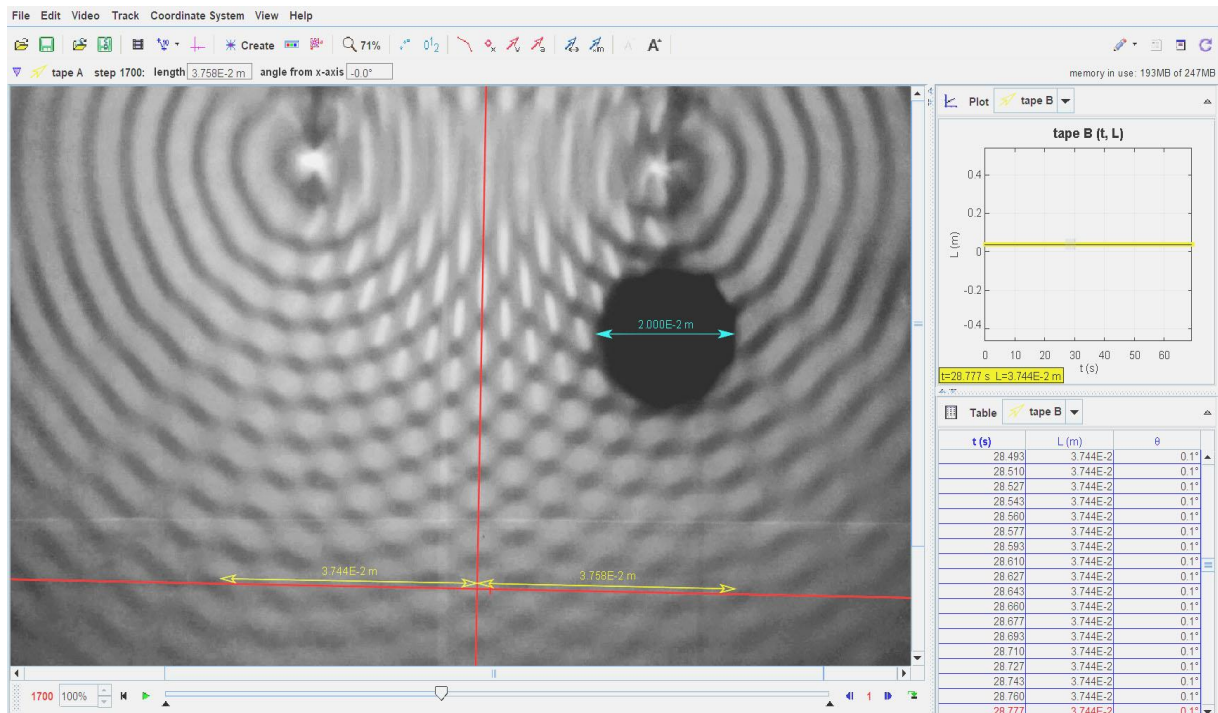 File Edit Video Track Coordinate System View Help
Create 71%
tape A step 1700: length 3.758E-2 m angle from x-axis -0.0° memory in use: 193MB of 247MB
2.000E-2 m
3.744E-2 m
3.758E-2 m
1700 100% 1
Plot tape B
tape B (t, L)
L (m)
0.4
0.2
0
-0.2
-0.4
0 10 20 30 40 50 60
t (s)
t=28.777 s L=3.744E-2 m
Table tape B
t (s) L (m) θ
28.493 3.744E-2 0.1°
28.510 3.744E-2 0.1°
28.527 3.744E-2 0.1°
28.543 3.744E-2 0.1°
28.560 3.744E-2 0.1°
28.577 3.744E-2 0.1°
28.593 3.744E-2 0.1°
28.610 3.744E-2 0.1°
28.627 3.744E-2 0.1°
28.643 3.744E-2 0.1°
28.660 3.744E-2 0.1°
28.677 3.744E-2 0.1°
28.693 3.744E-2 0.1°
28.710 3.744E-2 0.1°
28.727 3.744E-2 0.1°
28.743 3.744E-2 0.1°
28.760 3.744E-2 0.1°
28.777 3.744E-2 0.1°